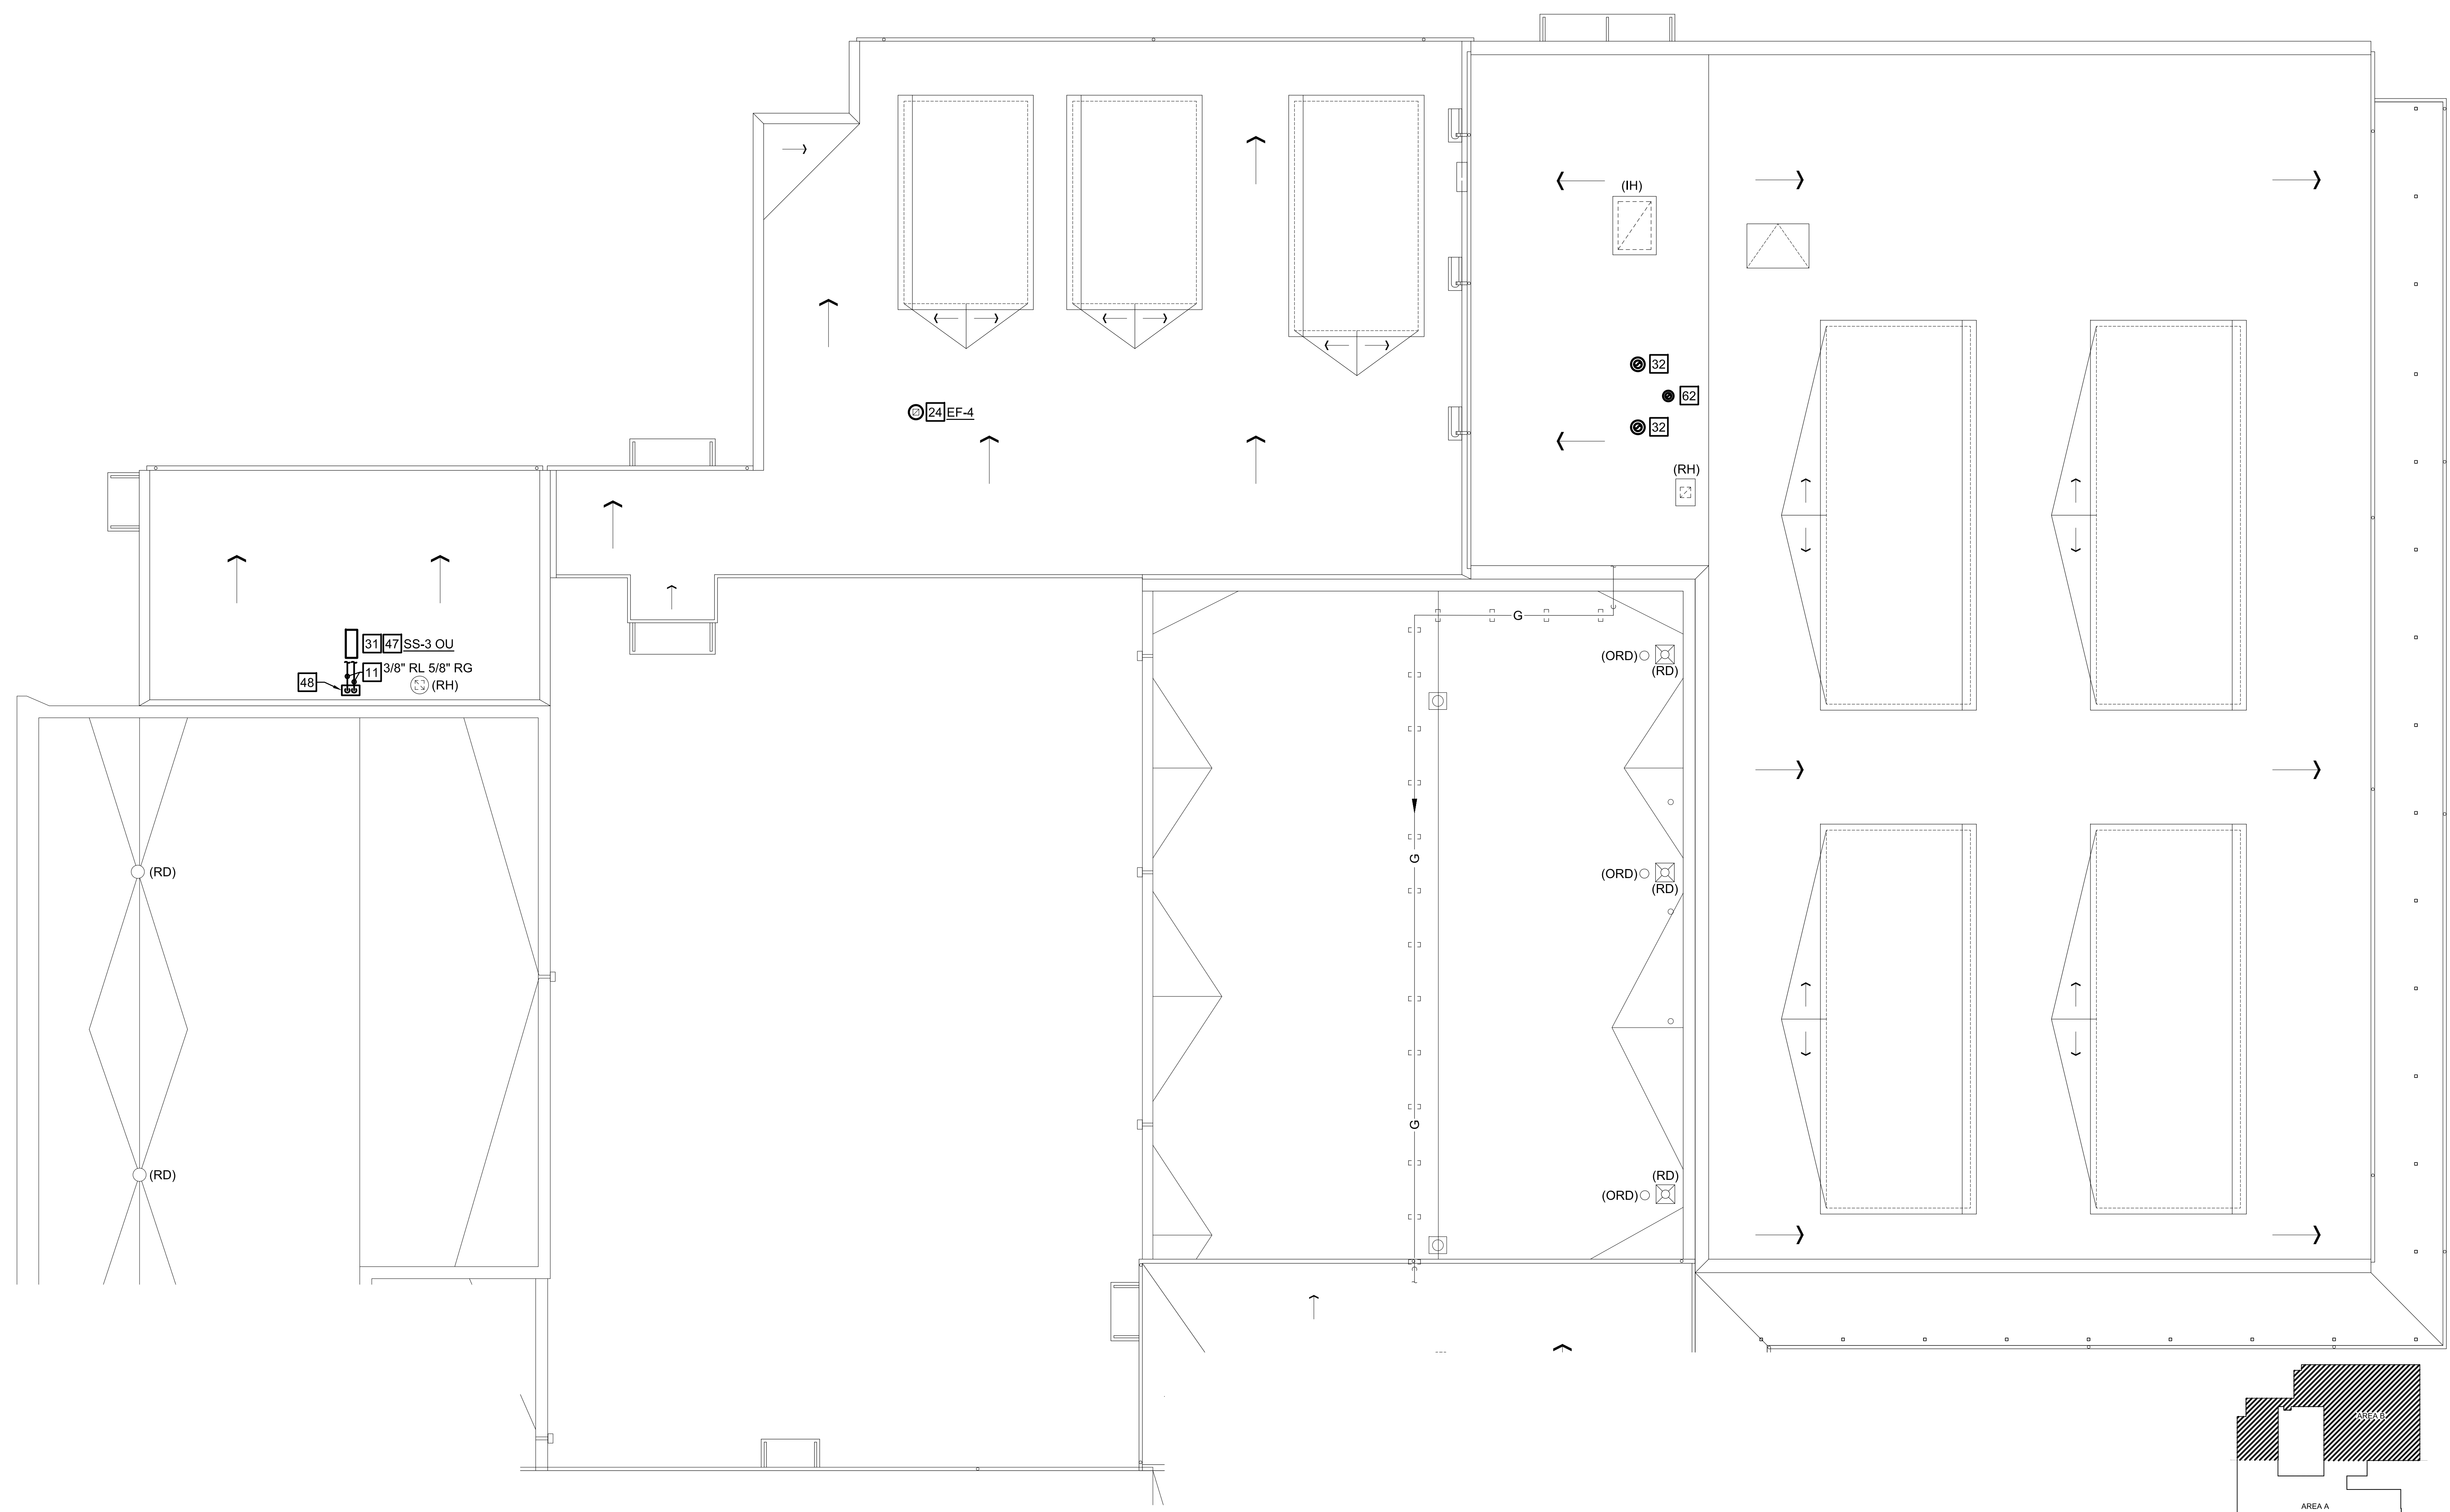 (IH)
32
62
24 EF-4
32
(RH)
G
31 47 SS-3 OU
11 3/8" RL 5/8" RG
48
(RH)
(ORD)
(RD)
G
(RD)
(ORD)
(RD)
G
(RD)
(RD)
(ORD)
AREA B
AREA A